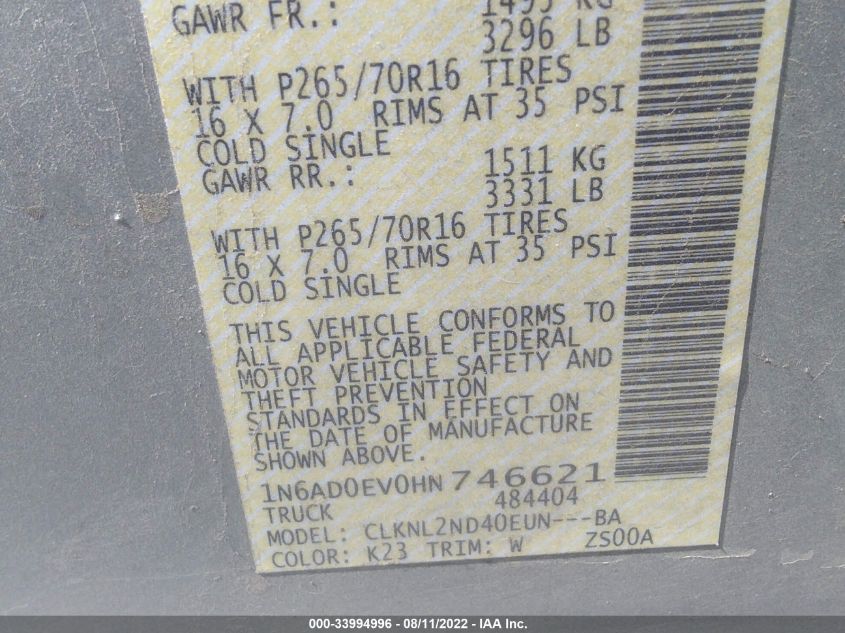 GAWR FR.: 1495 KG
3296 LB
WITH P265/70R16 TIRES
16 X 7.0 RIMS AT 35 PSI
COLD SINGLE
GAWR RR.: 1511 KG
3331 LB
WITH P265/70R16 TIRES
16 X 7.0 RIMS AT 35 PSI
COLD SINGLE
THIS VEHICLE CONFORMS TO
ALL APPLICABLE FEDERAL
MOTOR VEHICLE SAFETY AND
THEFT PREVENTION
STANDARDS IN EFFECT ON
THE DATE OF MANUFACTURE
SHOWN ABOVE.
1N6AD0EV0HN746621
TRUCK 484404
MODEL: CLKNL2ND40EUN---BA
COLOR: K23 TRIM: W ZS00A
000-33994996 - 08/11/2022 - IAA Inc.